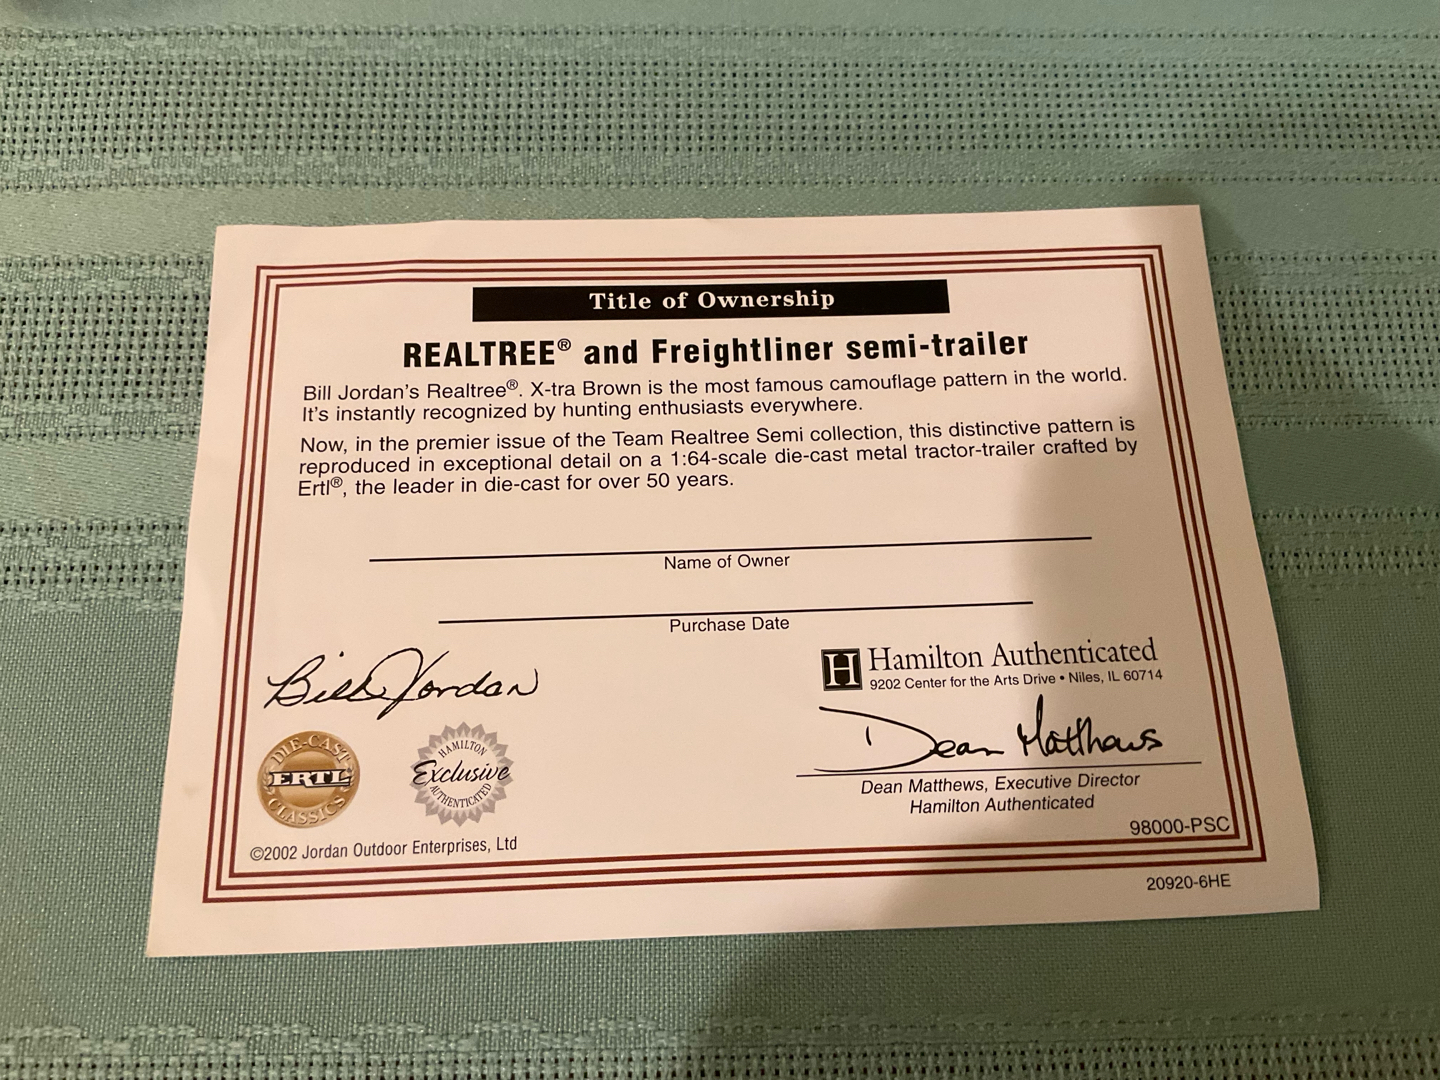 Title of Ownership
REALTREE® and Freightliner semi-trailer
Bill Jordan's Realtree®. X-tra Brown is the most famous camouflage pattern in the world.
It's instantly recognized by hunting enthusiasts everywhere.
Now, in the premier issue of the Team Realtree Semi collection, this distinctive pattern is
reproduced in exceptional detail on a 1:64-scale die-cast metal tractor-trailer crafted by
Ertl®, the leader in die-cast for over 50 years.
Name of Owner
Purchase Date
Bill Jordan
H Hamilton Authenticated
9202 Center for the Arts Drive • Niles, IL 60714
Dean Matthews
Dean Matthews, Executive Director
Hamilton Authenticated
DIE-CAST
ERTL
CLASSICS
HAMILTON
Exclusive
AUTHENTICATED
98000-PSC
©2002 Jordan Outdoor Enterprises, Ltd
20920-6HE